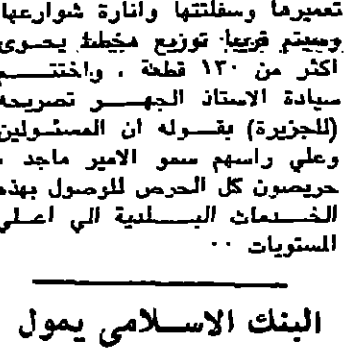 تعميرها وسفلتتها وانارة شوارعها
وسيتم قريبا توزيع مخطط يحوى
اكثر من ١٣٠ قطعة ، واختتم
سيادة الاستاذ الجهر تصريحه
(للجزيرة) بقوله ان المسئولين
وعلي راسهم سمو الامير ماجد ،
حريصون كل الحرص للوصول بهذه
الخدمات البلدية الي اعلي
المستويات ..
البنك الاسلامى يمول